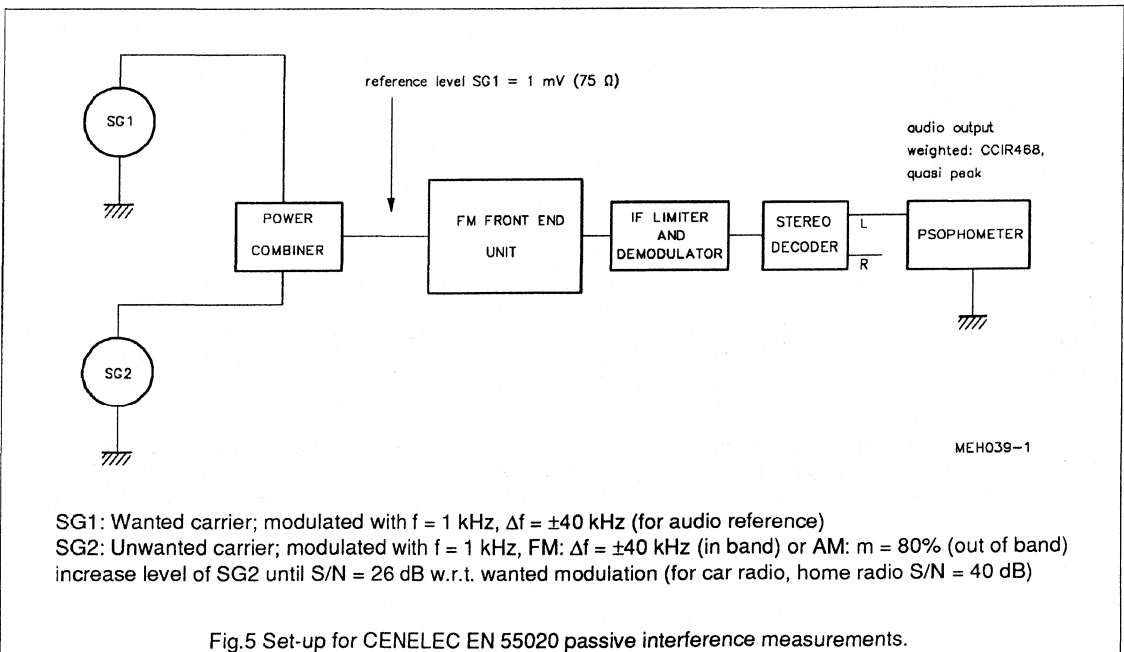 reference level SG1 = 1 mV (75 Ω)
SG1
audio output
weighted: CCIR468,
quasi peak
POWER
COMBINER
FM FRONT END
UNIT
IF LIMITER
AND
DEMODULATOR
STEREO
DECODER
L
R
PSOPHOMETER
SG2
MEH039-1
SG1: Wanted carrier; modulated with f = 1 kHz, Δf = ±40 kHz (for audio reference)
SG2: Unwanted carrier; modulated with f = 1 kHz, FM: Δf = ±40 kHz (in band) or AM: m = 80% (out of band)
increase level of SG2 until S/N = 26 dB w.r.t. wanted modulation (for car radio, home radio S/N = 40 dB)
Fig.5 Set-up for CENELEC EN 55020 passive interference measurements.